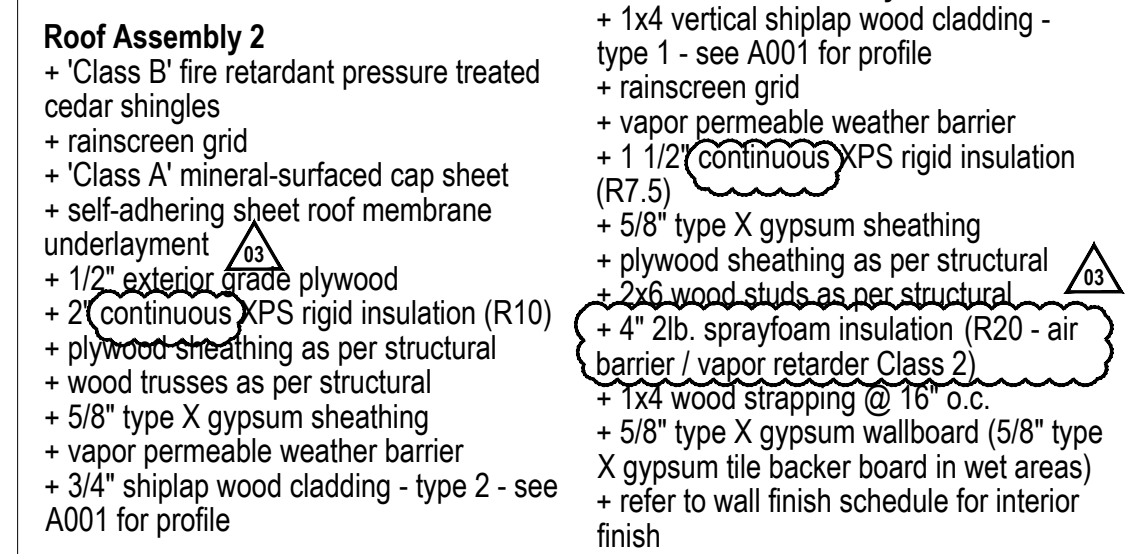 Roof Assembly 2
+ 'Class B' fire retardant pressure treated
cedar shingles
+ rainscreen grid
+ 'Class A' mineral-surfaced cap sheet
+ self-adhering sheet roof membrane
underlayment
03
+ 1/2" exterior grade plywood
+ 2" continuous XPS rigid insulation (R10)
+ plywood sheathing as per structural
+ wood trusses as per structural
+ 5/8" type X gypsum sheathing
+ vapor permeable weather barrier
+ 3/4" shiplap wood cladding - type 2 - see
A001 for profile
+ 1x4 vertical shiplap wood cladding -
type 1 - see A001 for profile
+ rainscreen grid
+ vapor permeable weather barrier
+ 1 1/2" continuous XPS rigid insulation
(R7.5)
+ 5/8" type X gypsum sheathing
+ plywood sheathing as per structural
03
+ 2x6 wood studs as per structural
+ 4" 2lb. sprayfoam insulation (R20 - air
barrier / vapor retarder Class 2)
+ 1x4 wood strapping @ 16" o.c.
+ 5/8" type X gypsum wallboard (5/8" type
X gypsum tile backer board in wet areas)
+ refer to wall finish schedule for interior
finish